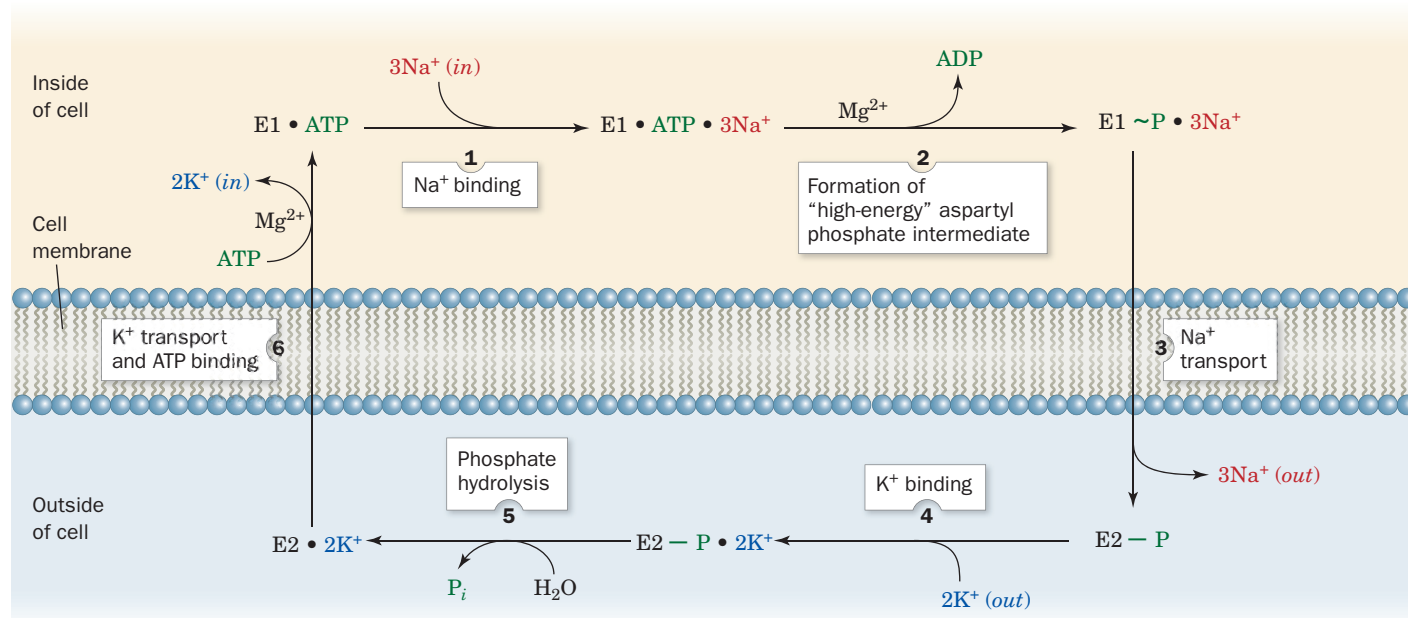 Inside
of cell
3Na⁺ (in)
ADP
Mg²⁺
E1 • ATP
E1 • ATP • 3Na⁺
E1 ~P • 3Na⁺
1
Na⁺ binding
2
Formation of
“high-energy” aspartyl
phosphate intermediate
2K⁺ (in)
Mg²⁺
ATP
Cell
membrane
K⁺ transport
and ATP binding
6
3
Na⁺
transport
Outside
of cell
3Na⁺ (out)
Phosphate
hydrolysis
5
K⁺ binding
4
E2 • 2K⁺
E2 — P • 2K⁺
E2 — P
Pᵢ
H₂O
2K⁺ (out)